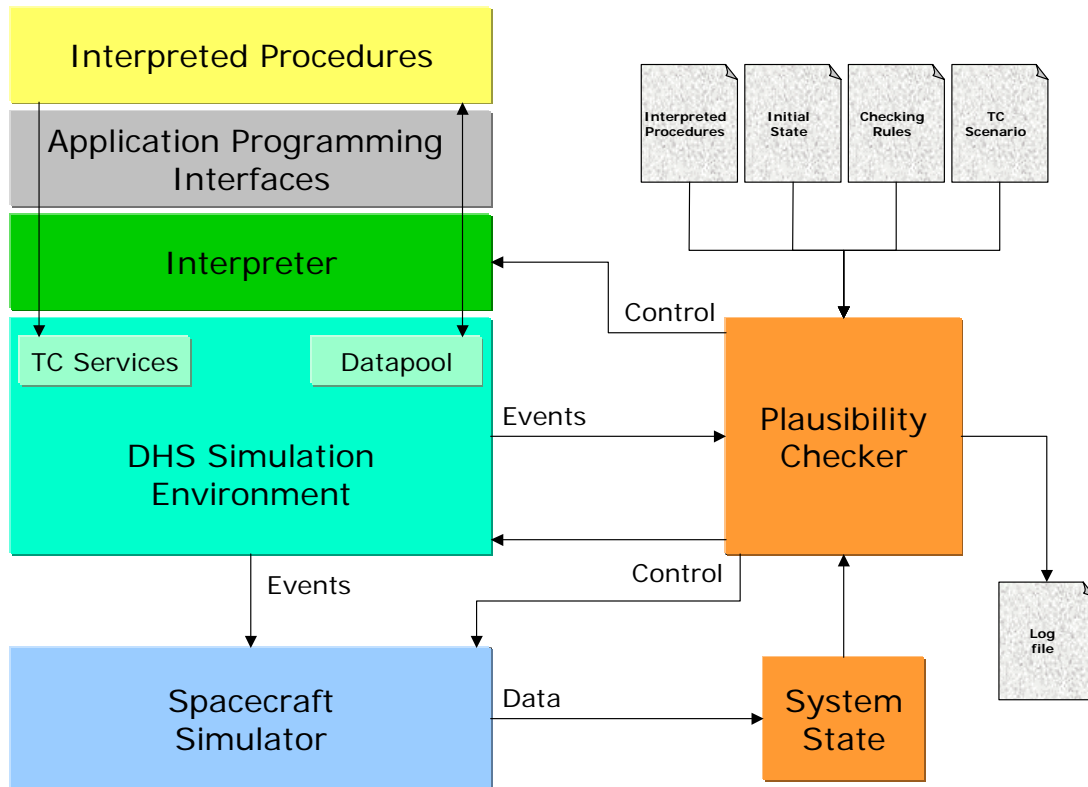 Interpreted Procedures
Application Programming
Interfaces
Interpreter
TC Services
Datapool
DHS Simulation
Environment
Spacecraft
Simulator
Interpreted
Procedures
Initial
State
Checking
Rules
TC
Scenario
Control
Events
Plausibility
Checker
Control
Events
Data
System
State
Log
file